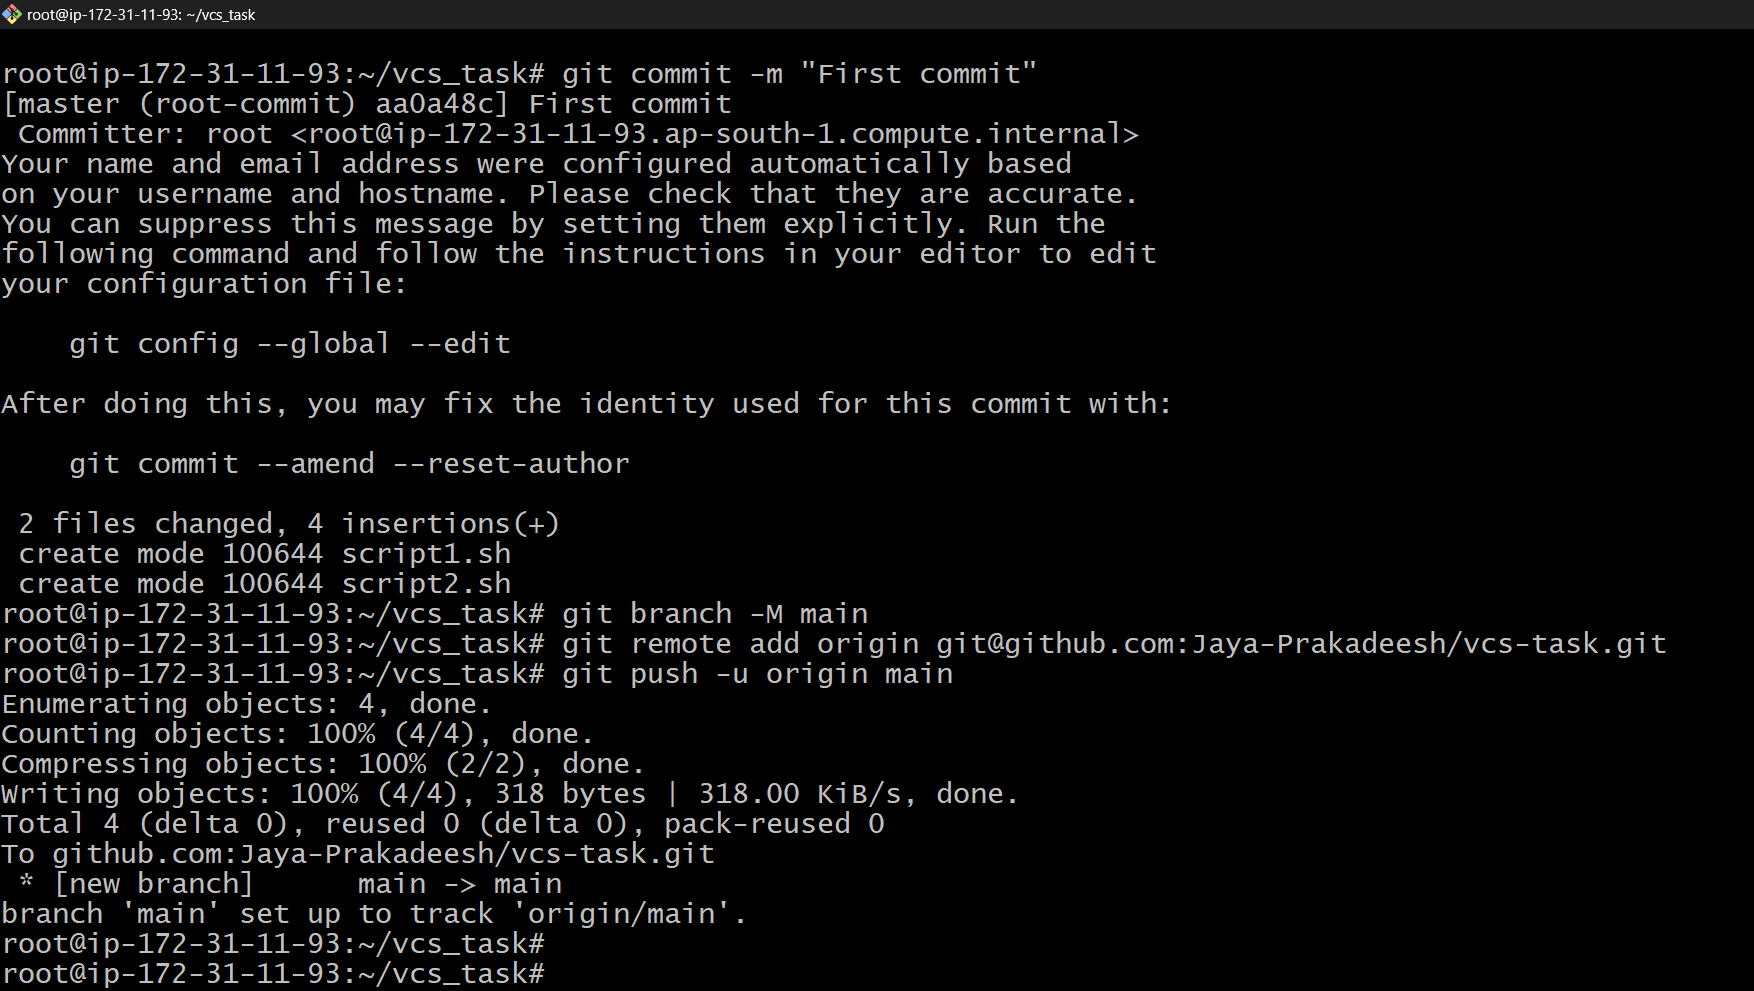 root@ip-172-31-11-93: ~/vcs_task
root@ip-172-31-11-93:~/vcs_task# git commit -m "First commit"
[master (root-commit) aa0a48c] First commit
 Committer: root <root@ip-172-31-11-93.ap-south-1.compute.internal>
Your name and email address were configured automatically based
on your username and hostname. Please check that they are accurate.
You can suppress this message by setting them explicitly. Run the
following command and follow the instructions in your editor to edit
your configuration file:
    git config --global --edit
After doing this, you may fix the identity used for this commit with:
    git commit --amend --reset-author
 2 files changed, 4 insertions(+)
 create mode 100644 script1.sh
 create mode 100644 script2.sh
root@ip-172-31-11-93:~/vcs_task# git branch -M main
root@ip-172-31-11-93:~/vcs_task# git remote add origin git@github.com:Jaya-Prakadeesh/vcs-task.git
root@ip-172-31-11-93:~/vcs_task# git push -u origin main
Enumerating objects: 4, done.
Counting objects: 100% (4/4), done.
Compressing objects: 100% (2/2), done.
Writing objects: 100% (4/4), 318 bytes | 318.00 KiB/s, done.
Total 4 (delta 0), reused 0 (delta 0), pack-reused 0
To github.com:Jaya-Prakadeesh/vcs-task.git
 * [new branch]      main -> main
branch 'main' set up to track 'origin/main'.
root@ip-172-31-11-93:~/vcs_task#
root@ip-172-31-11-93:~/vcs_task#